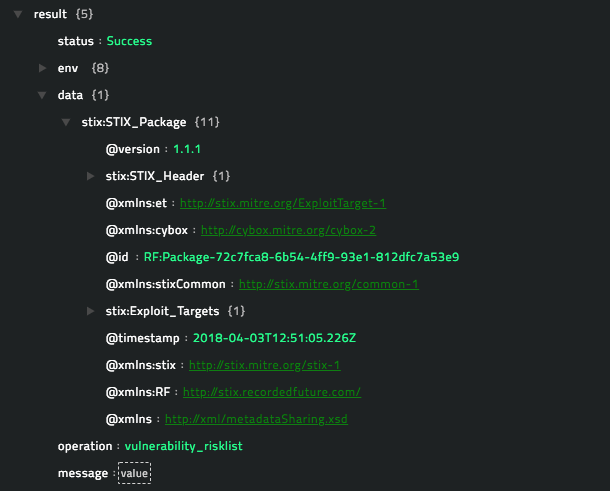 result {5}
status : Success
env {8}
data {1}
stix:STIX_Package {11}
@version : 1.1.1
stix:STIX_Header {1}
@xmlns:et : http://stix.mitre.org/ExploitTarget-1
@xmlns:cybox : http://cybox.mitre.org/cybox-2
@id : RF:Package-72c7fca8-6b54-4ff9-93e1-812dfc7a53e9
@xmlns:stixCommon : http://stix.mitre.org/common-1
stix:Exploit_Targets {1}
@timestamp : 2018-04-03T12:51:05.226Z
@xmlns:stix : http://stix.mitre.org/stix-1
@xmlns:RF : http://stix.recordedfuture.com/
@xmlns : http://xml/metadataSharing.xsd
operation : vulnerability_risklist
message : value